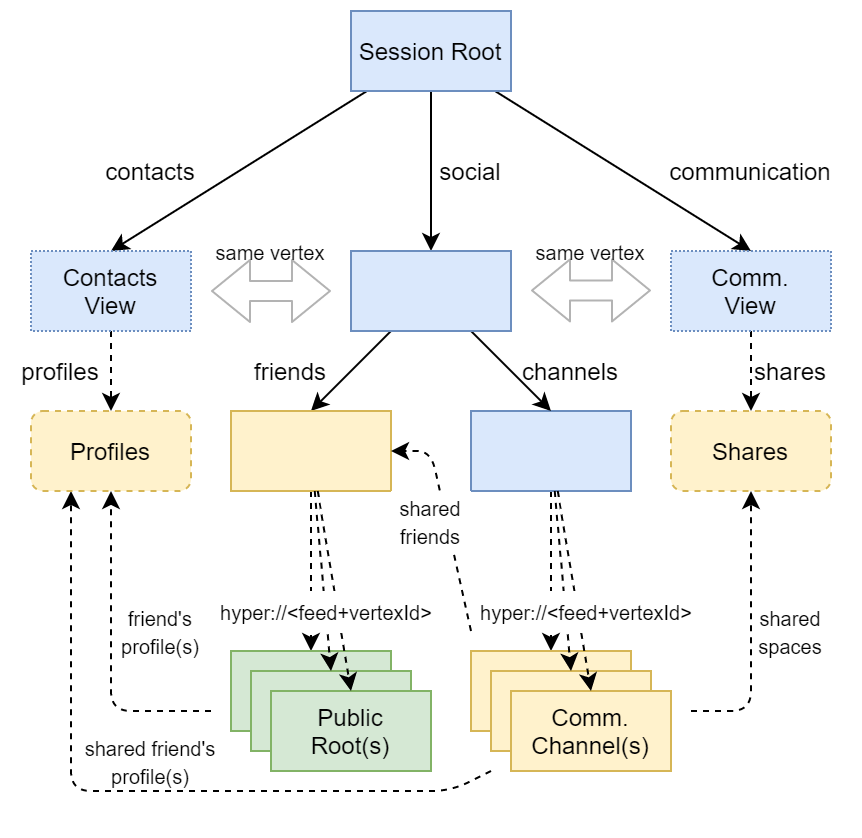 Session Root
contacts
social
communication
same vertex
same vertex
Contacts
View
Comm.
View
profiles
friends
channels
shares
Profiles
Shares
shared
friends
hyper://<feed+vertexId>
hyper://<feed+vertexId>
friend's
profile(s)
shared
spaces
Public
Root(s)
Comm.
Channel(s)
shared friend's
profile(s)